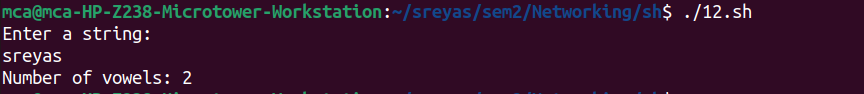 mca@mca-HP-Z238-Microtower-Workstation:~/sreyas/sem2/Networking/sh$ ./12.sh
Enter a string:
sreyas
Number of vowels: 2